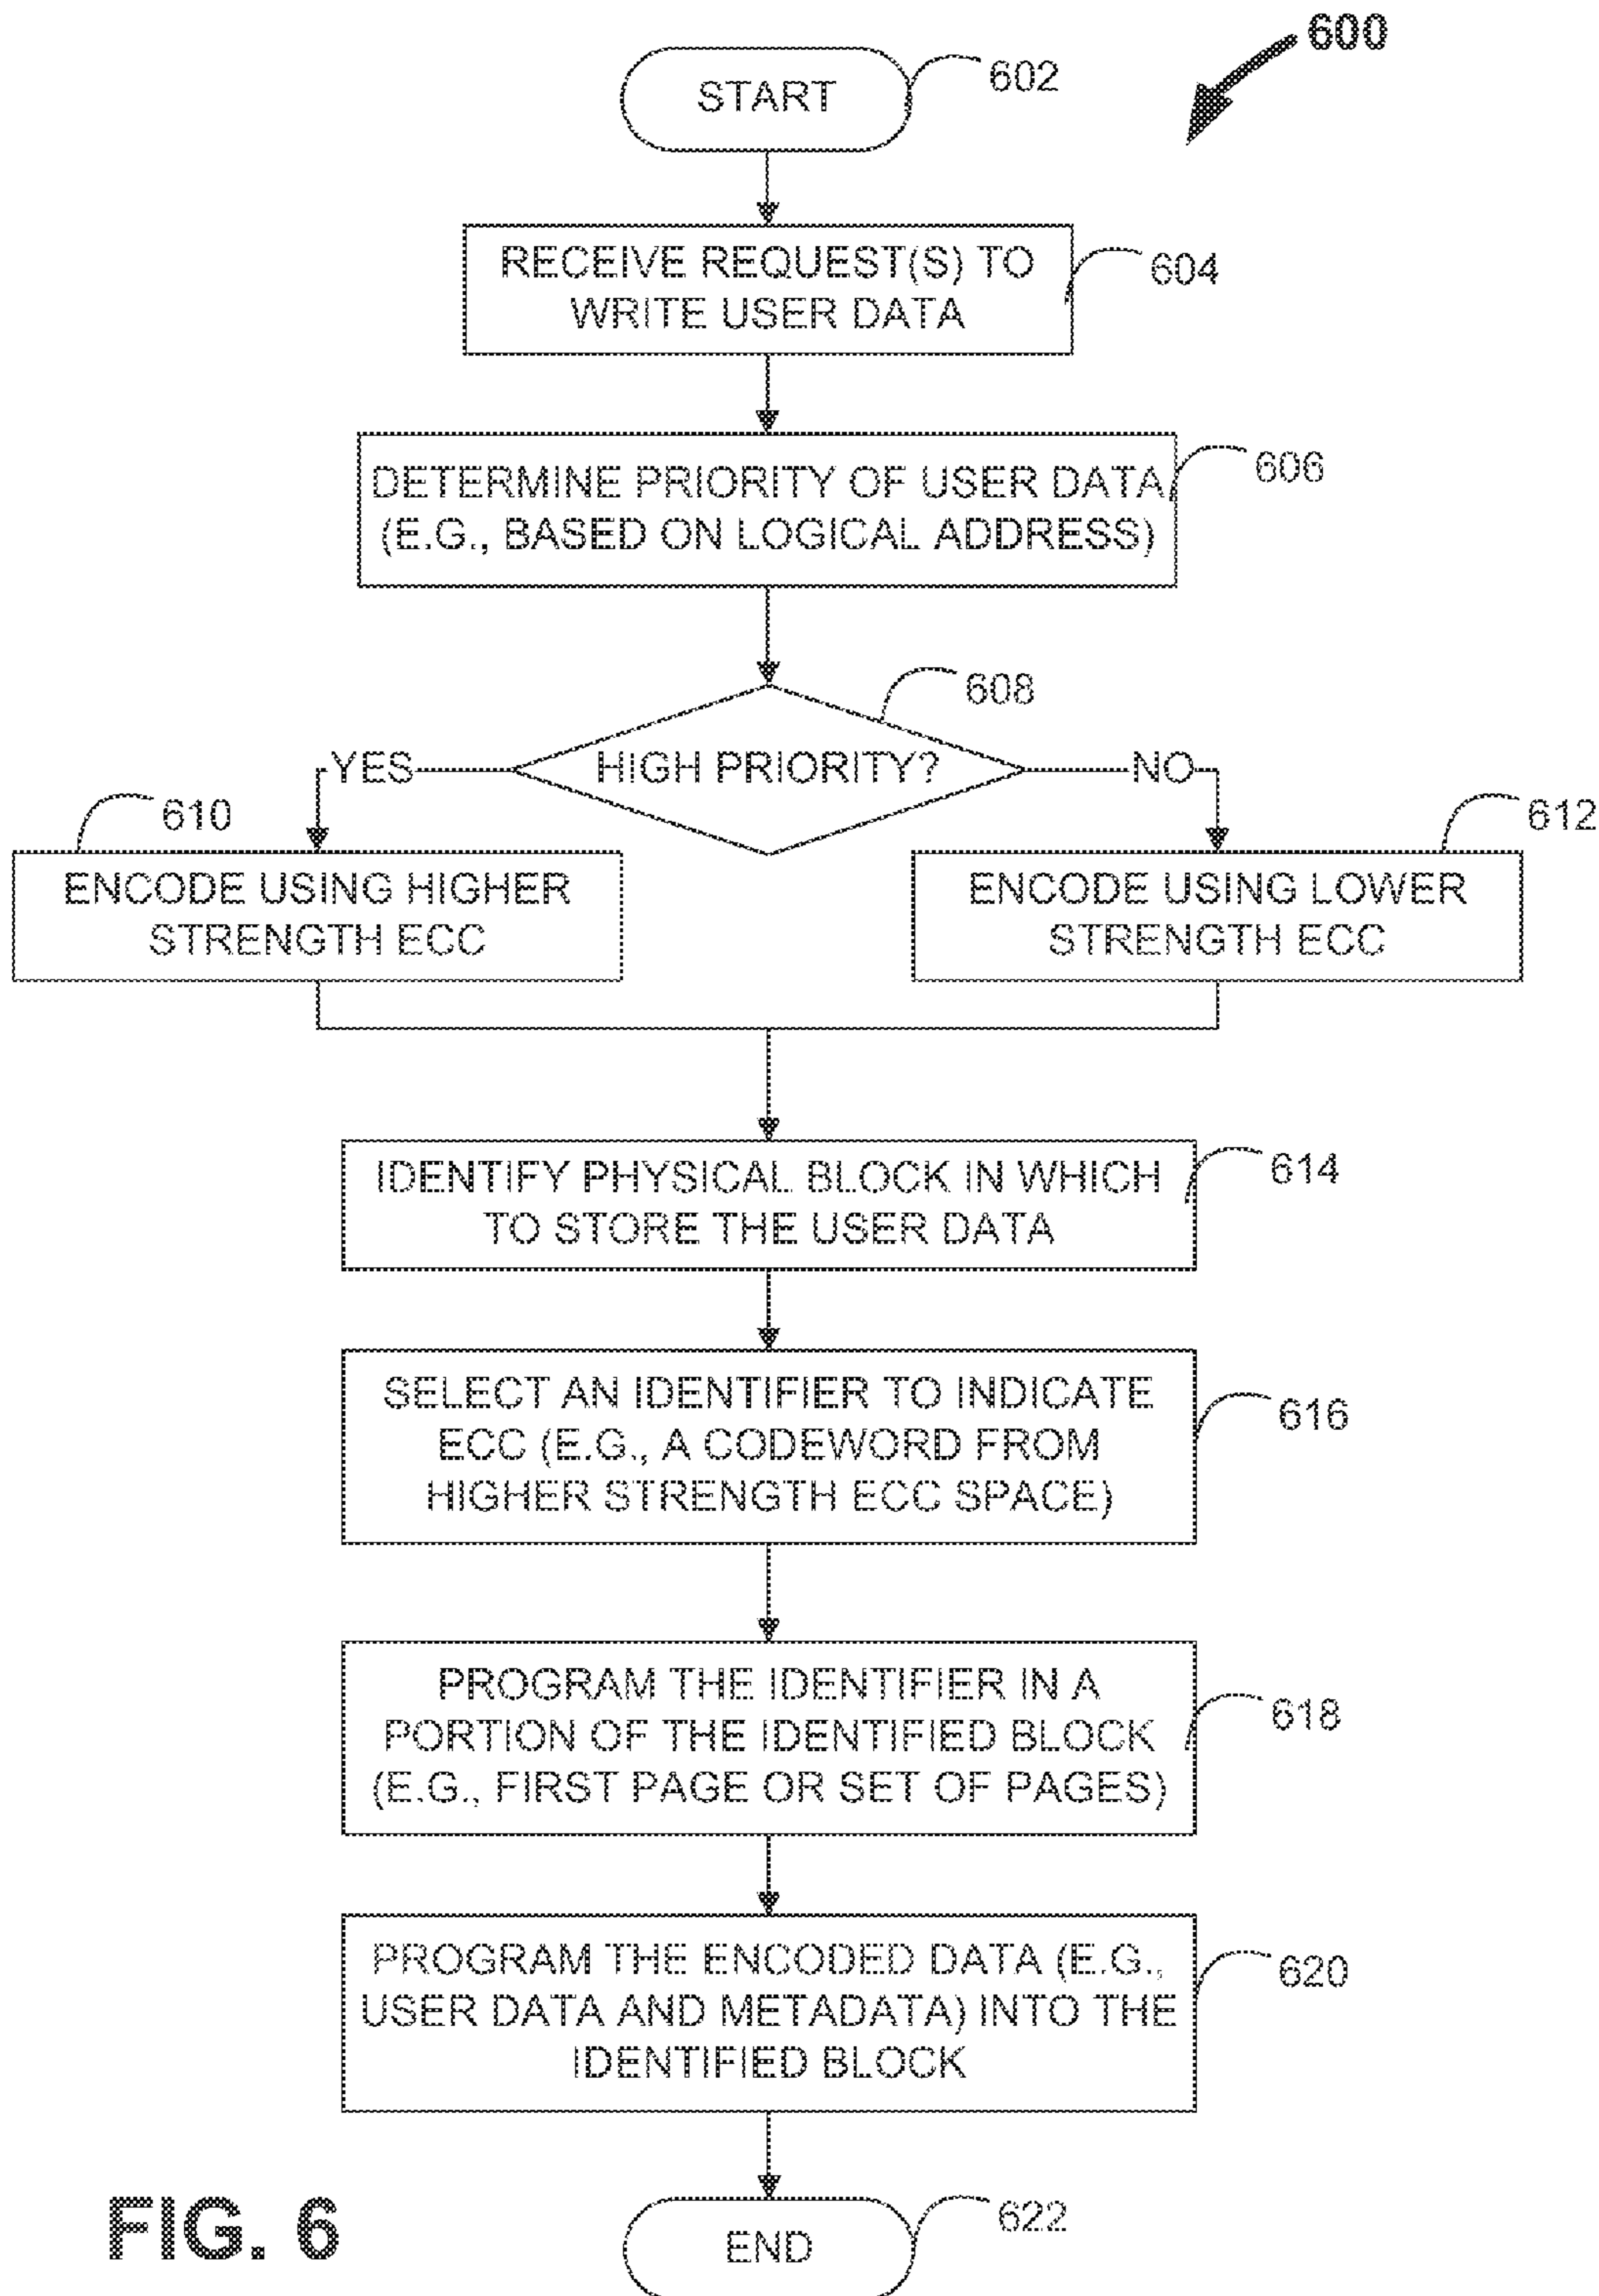 600
START
602
RECEIVE REQUEST(S) TO
WRITE USER DATA
604
DETERMINE PRIORITY OF USER DATA
(E.G., BASED ON LOGICAL ADDRESS)
606
608
YES
HIGH PRIORITY?
NO
610
612
ENCODE USING HIGHER
STRENGTH ECC
ENCODE USING LOWER
STRENGTH ECC
IDENTIFY PHYSICAL BLOCK IN WHICH
TO STORE THE USER DATA
614
SELECT AN IDENTIFIER TO INDICATE
ECC (E.G., A CODEWORD FROM
HIGHER STRENGTH ECC SPACE)
616
PROGRAM THE IDENTIFIER IN A
PORTION OF THE IDENTIFIED BLOCK
(E.G., FIRST PAGE OR SET OF PAGES)
618
PROGRAM THE ENCODED DATA (E.G.,
USER DATA AND METADATA) INTO THE
IDENTIFIED BLOCK
620
END
622
FIG. 6